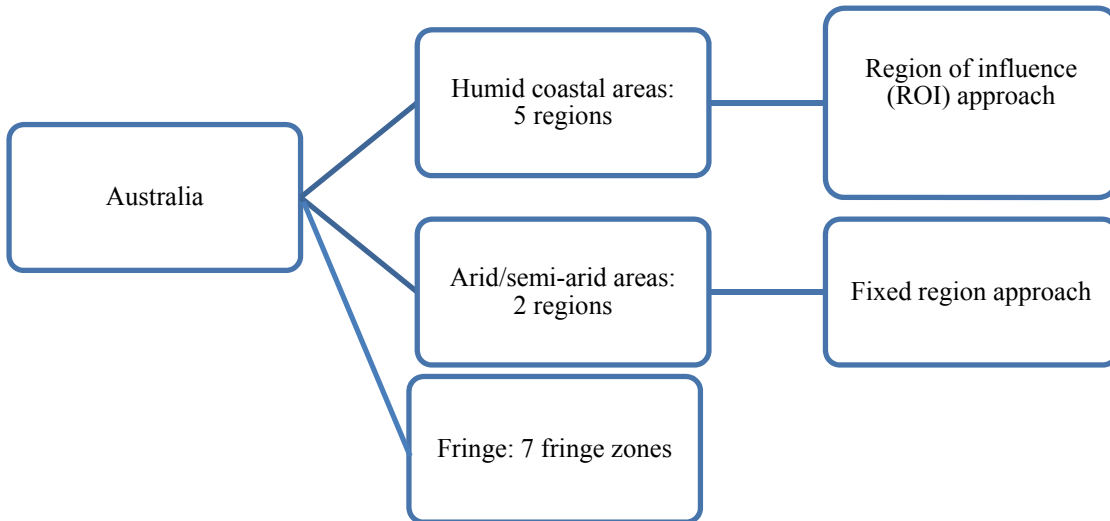 Australia
Humid coastal areas:
5 regions
Region of influence
(ROI) approach
Arid/semi-arid areas:
2 regions
Fixed region approach
Fringe: 7 fringe zones